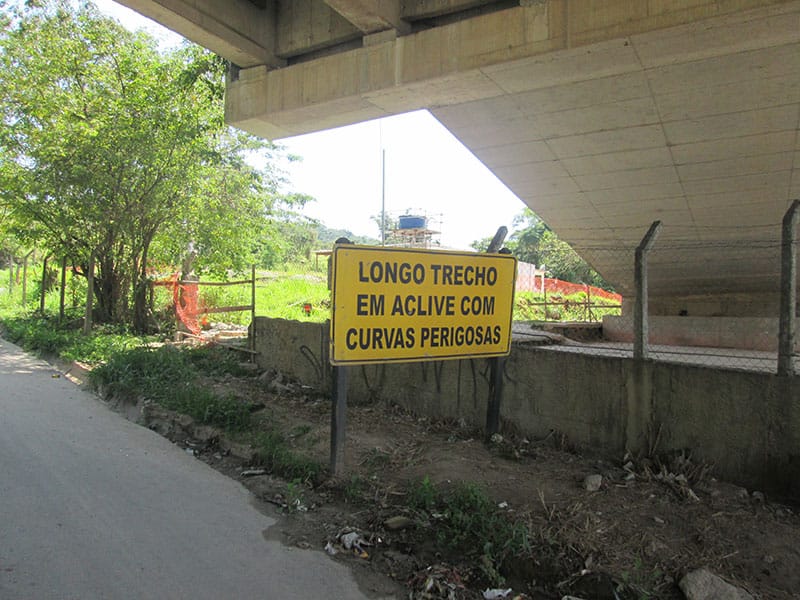 LONGO TRECHO
EM ACLIVE COM
CURVAS PERIGOSAS